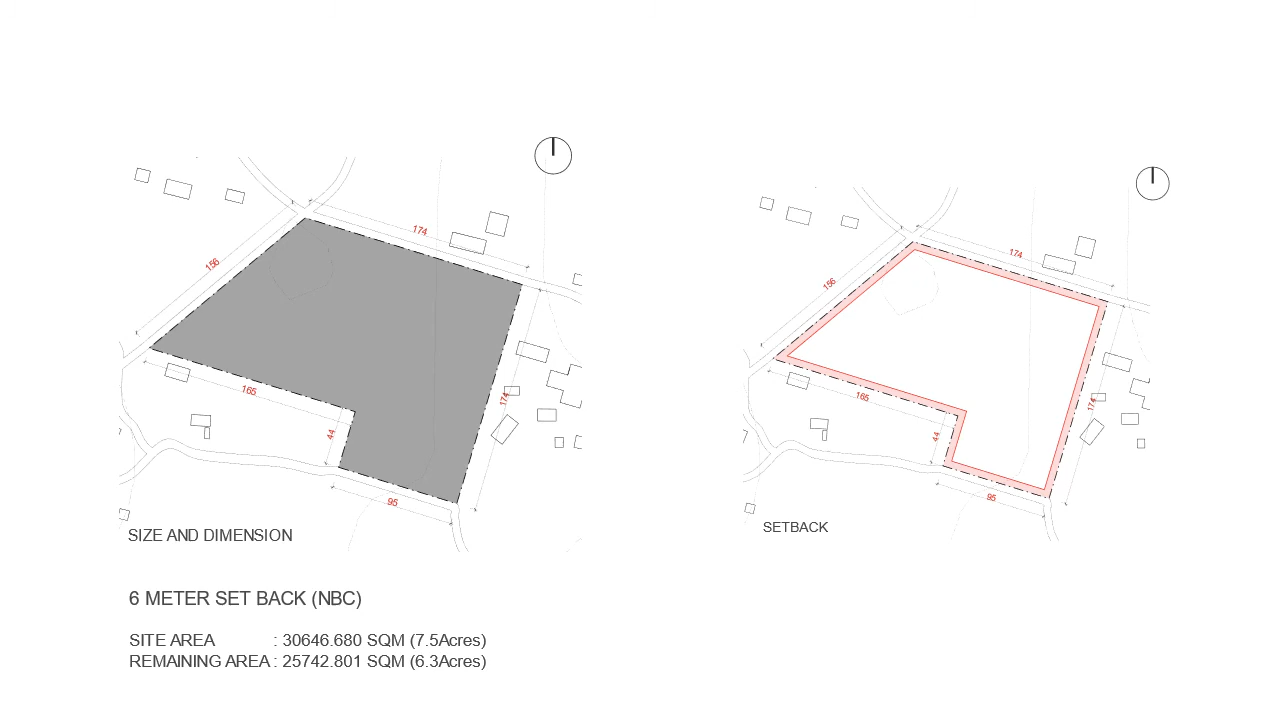 174
156
165
44
174
95
SIZE AND DIMENSION
174
156
165
44
174
95
SETBACK
6 METER SET BACK (NBC)
SITE AREA : 30646.680 SQM (7.5Acres)
REMAINING AREA : 25742.801 SQM (6.3Acres)